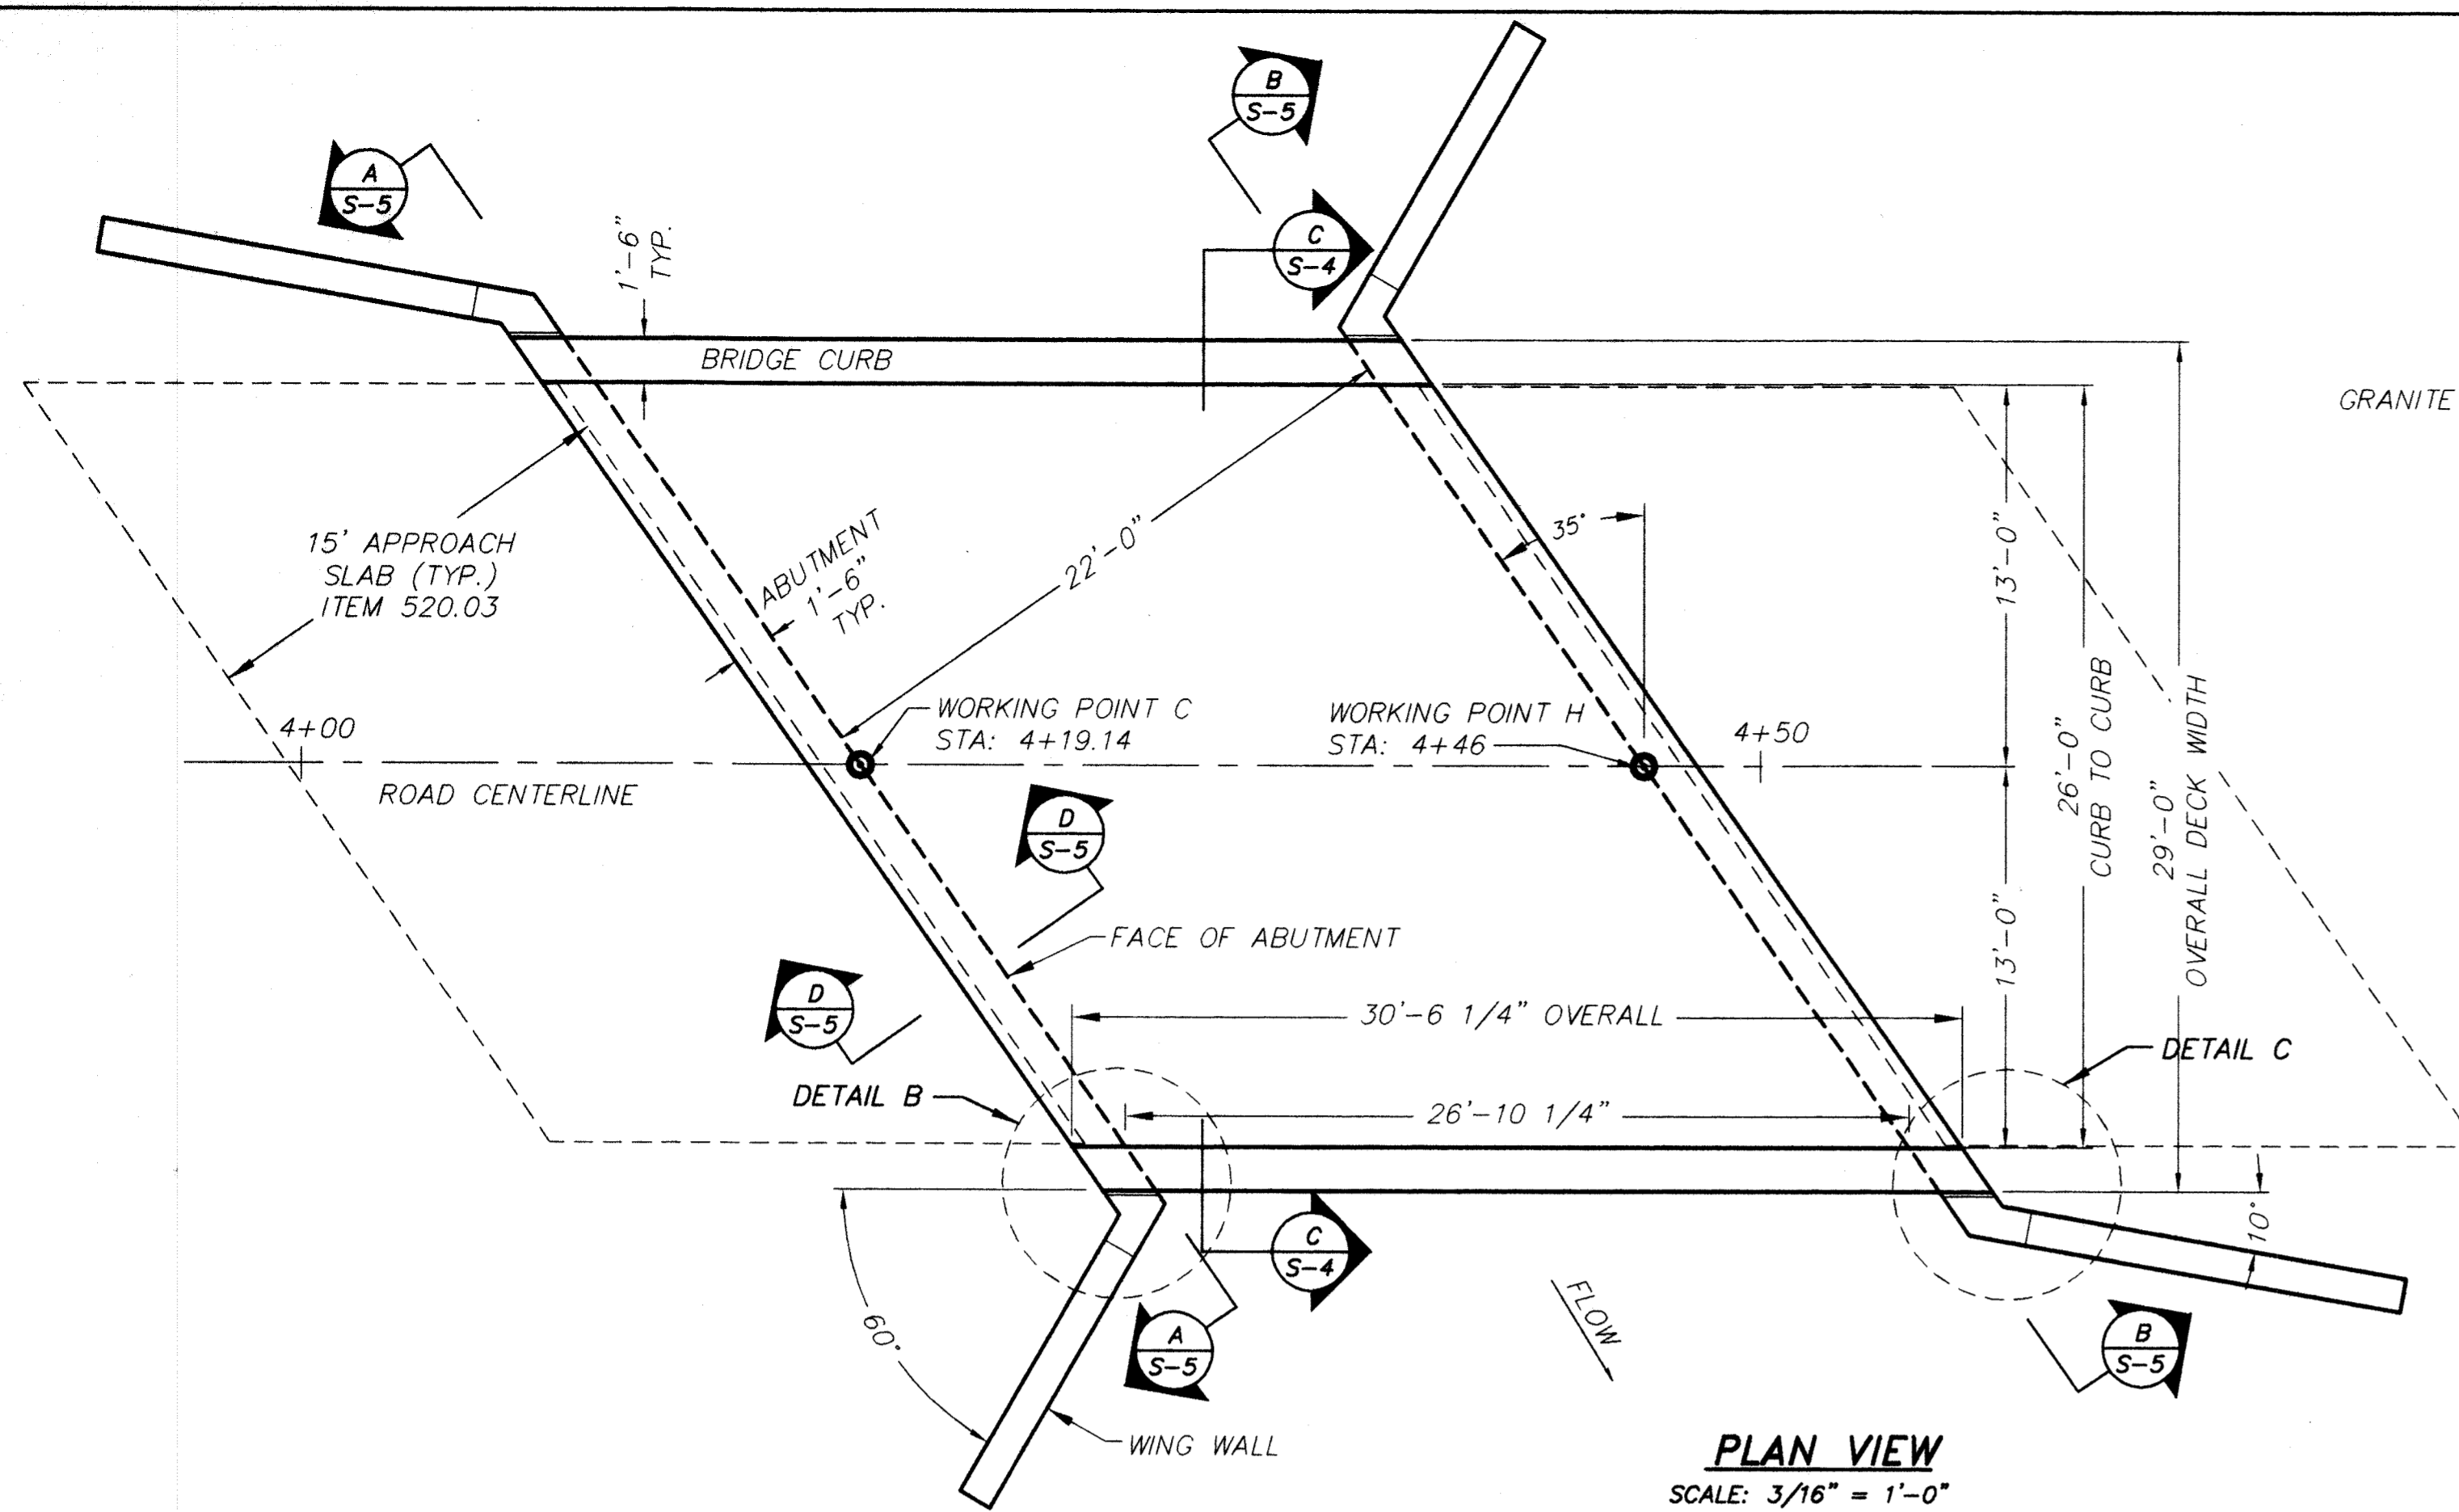 B
S-5
A
S-5
1'-6"
TYP.
C
S-4
BRIDGE CURB
GRANITE
15' APPROACH
SLAB (TYP.)
ITEM 520.03
ABUTMENT
1'-6"
TYP.
22'-0"
35°
13'-0"
4+00
WORKING POINT C
STA: 4+19.14
WORKING POINT H
STA: 4+46
4+50
ROAD CENTERLINE
26'-0"
CURB TO CURB
29'-0"
OVERALL DECK WIDTH
D
S-5
FACE OF ABUTMENT
13'-0"
D
S-5
30'-6 1/4" OVERALL
DETAIL C
DETAIL B
26'-10 1/4"
10°
C
S-4
60°
FLOW
A
S-5
B
S-5
WING WALL
PLAN VIEW
SCALE: 3/16" = 1'-0"